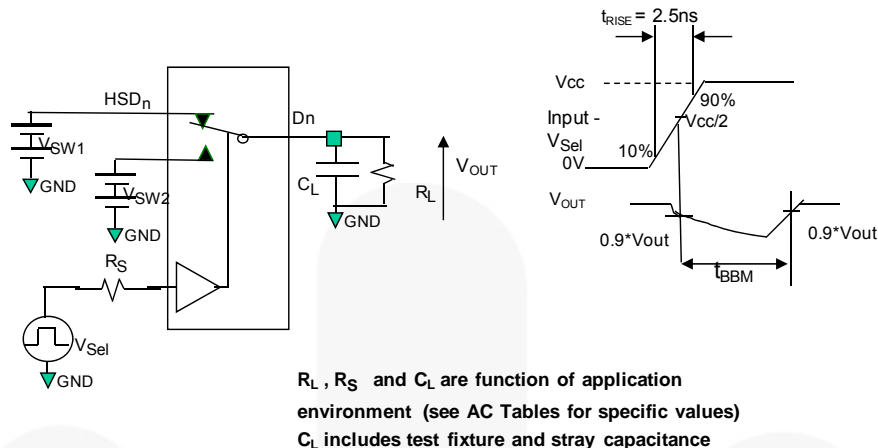 tRISE = 2.5ns
HSDn
Dn
VSW1
GND
VSW2
GND
CL
RL
VOUT
GND
RS
VSel
GND
Vcc
90%
Input -
Vcc/2
VSel
10%
0V
VOUT
0.9*Vout
0.9*Vout
tBBM
RL , RS and CL are function of application
environment (see AC Tables for specific values)
CL includes test fixture and stray capacitance